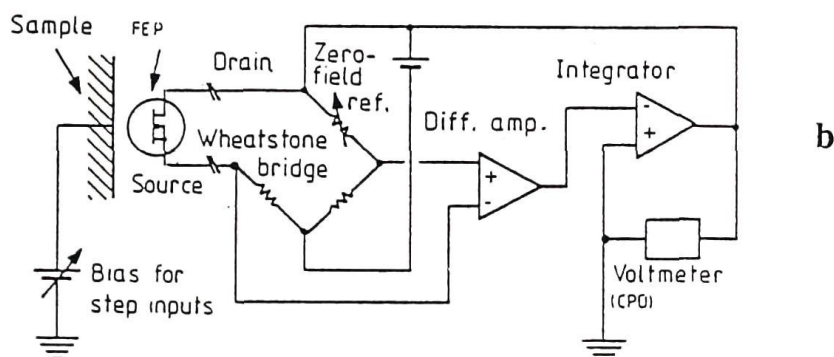 Sample
FEP
Drain
Zero-
field
ref.
Integrator
Diff. amp.
b
Wheatstone
bridge
Source
Bias for
step inputs
Voltmeter
(CPD)
-
+
+
-